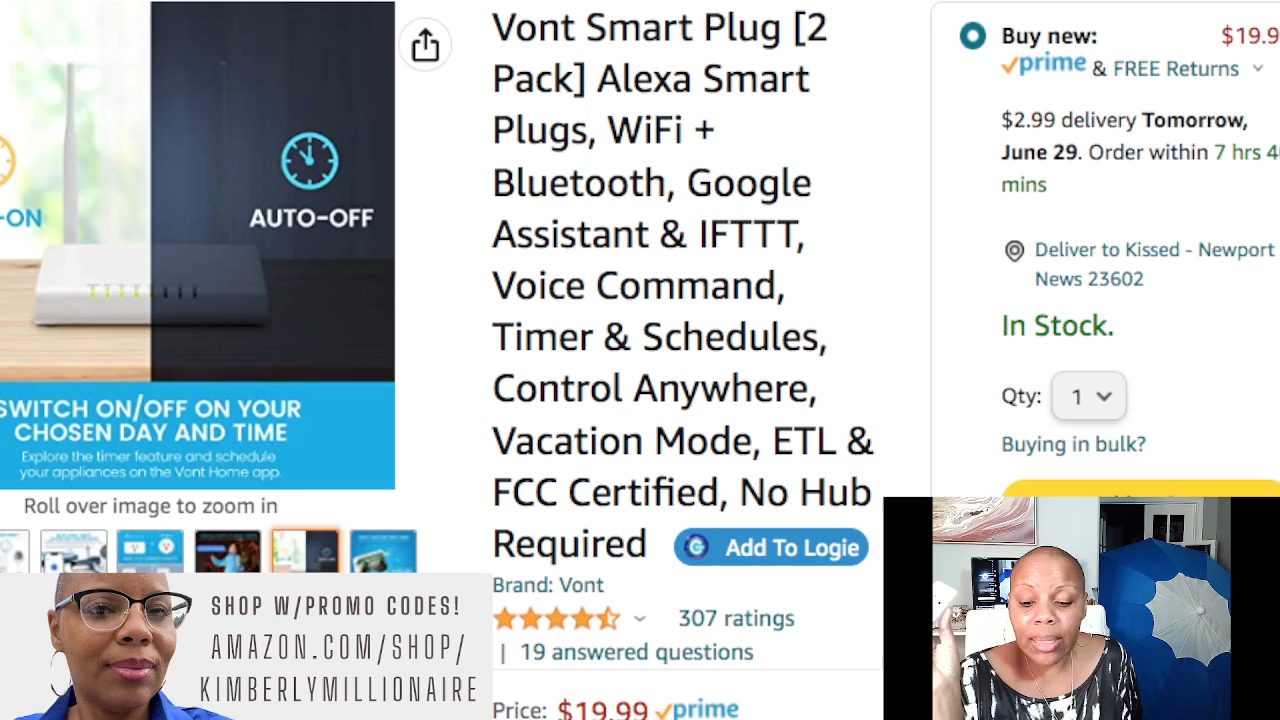 -ON
AUTO-OFF
SWITCH ON/OFF ON YOUR
CHOSEN DAY AND TIME
Explore the timer feature and schedule
your appliances on the Vont Home app.
Roll over image to zoom in
SHOP W/PROMO CODES!
AMAZON.COM/SHOP/
KIMBERLYMILLIONAIRE
Vont Smart Plug [2
Pack] Alexa Smart
Plugs, WiFi +
Bluetooth, Google
Assistant & IFTTT,
Voice Command,
Timer & Schedules,
Control Anywhere,
Vacation Mode, ETL &
FCC Certified, No Hub
Required Add To Logie
Brand: Vont
307 ratings
| 19 answered questions
Price: $19.99 prime
Buy new: $19.9
prime & FREE Returns
$2.99 delivery Tomorrow,
June 29. Order within 7 hrs 4
mins
Deliver to Kissed - Newport
News 23602
In Stock.
Qty: 1
Buying in bulk?